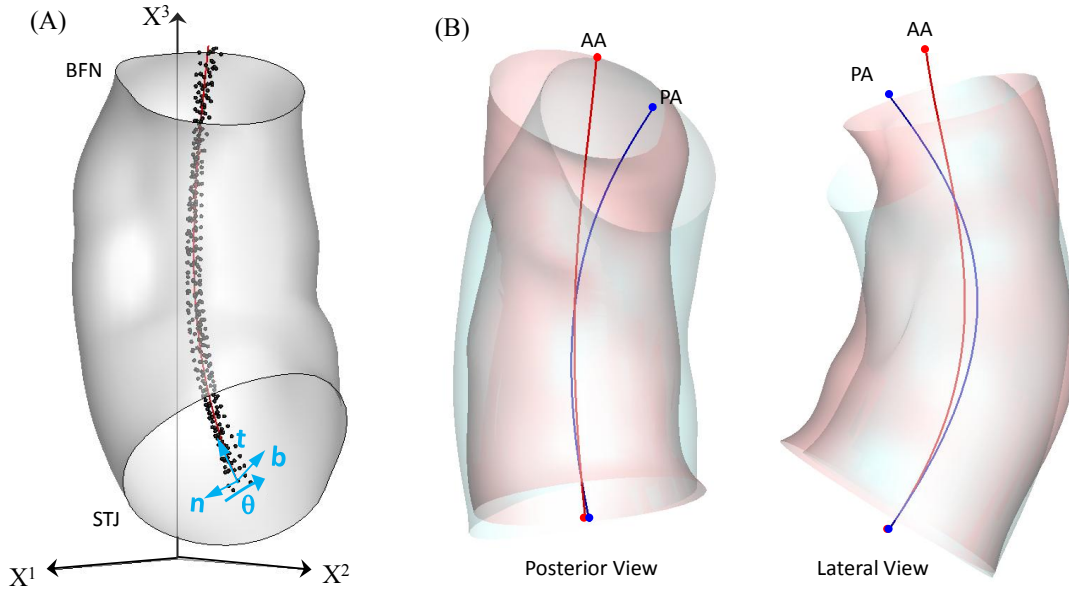 (A)
X³
BFN
t
b
n
θ
STJ
X¹
X²
(B)
AA
PA
Posterior View
AA
PA
Lateral View